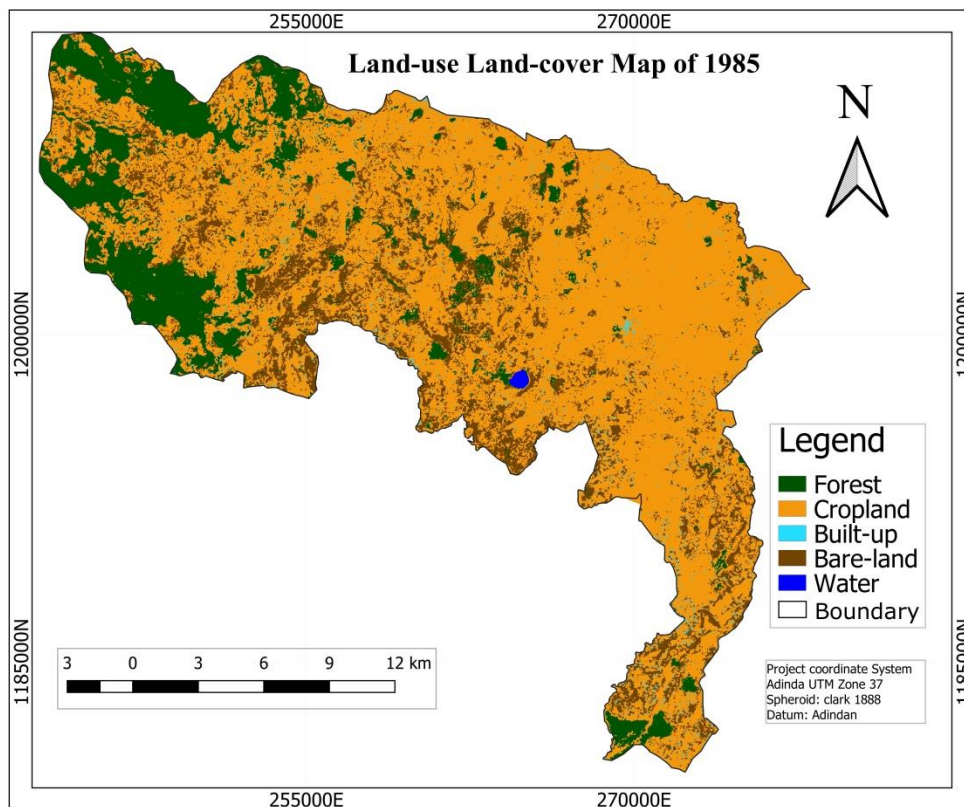 255000E 270000E
Land-use Land-cover Map of 1985
N
1200000N
1200000N
Legend
Forest
Cropland
Built-up
Bare-land
Water
Boundary
3 0 3 6 9 12 km
1185000N
1185000N
Project coordinate System
Adinda UTM Zone 37
Spheroid: clark 1888
Datum: Adindan
255000E 270000E